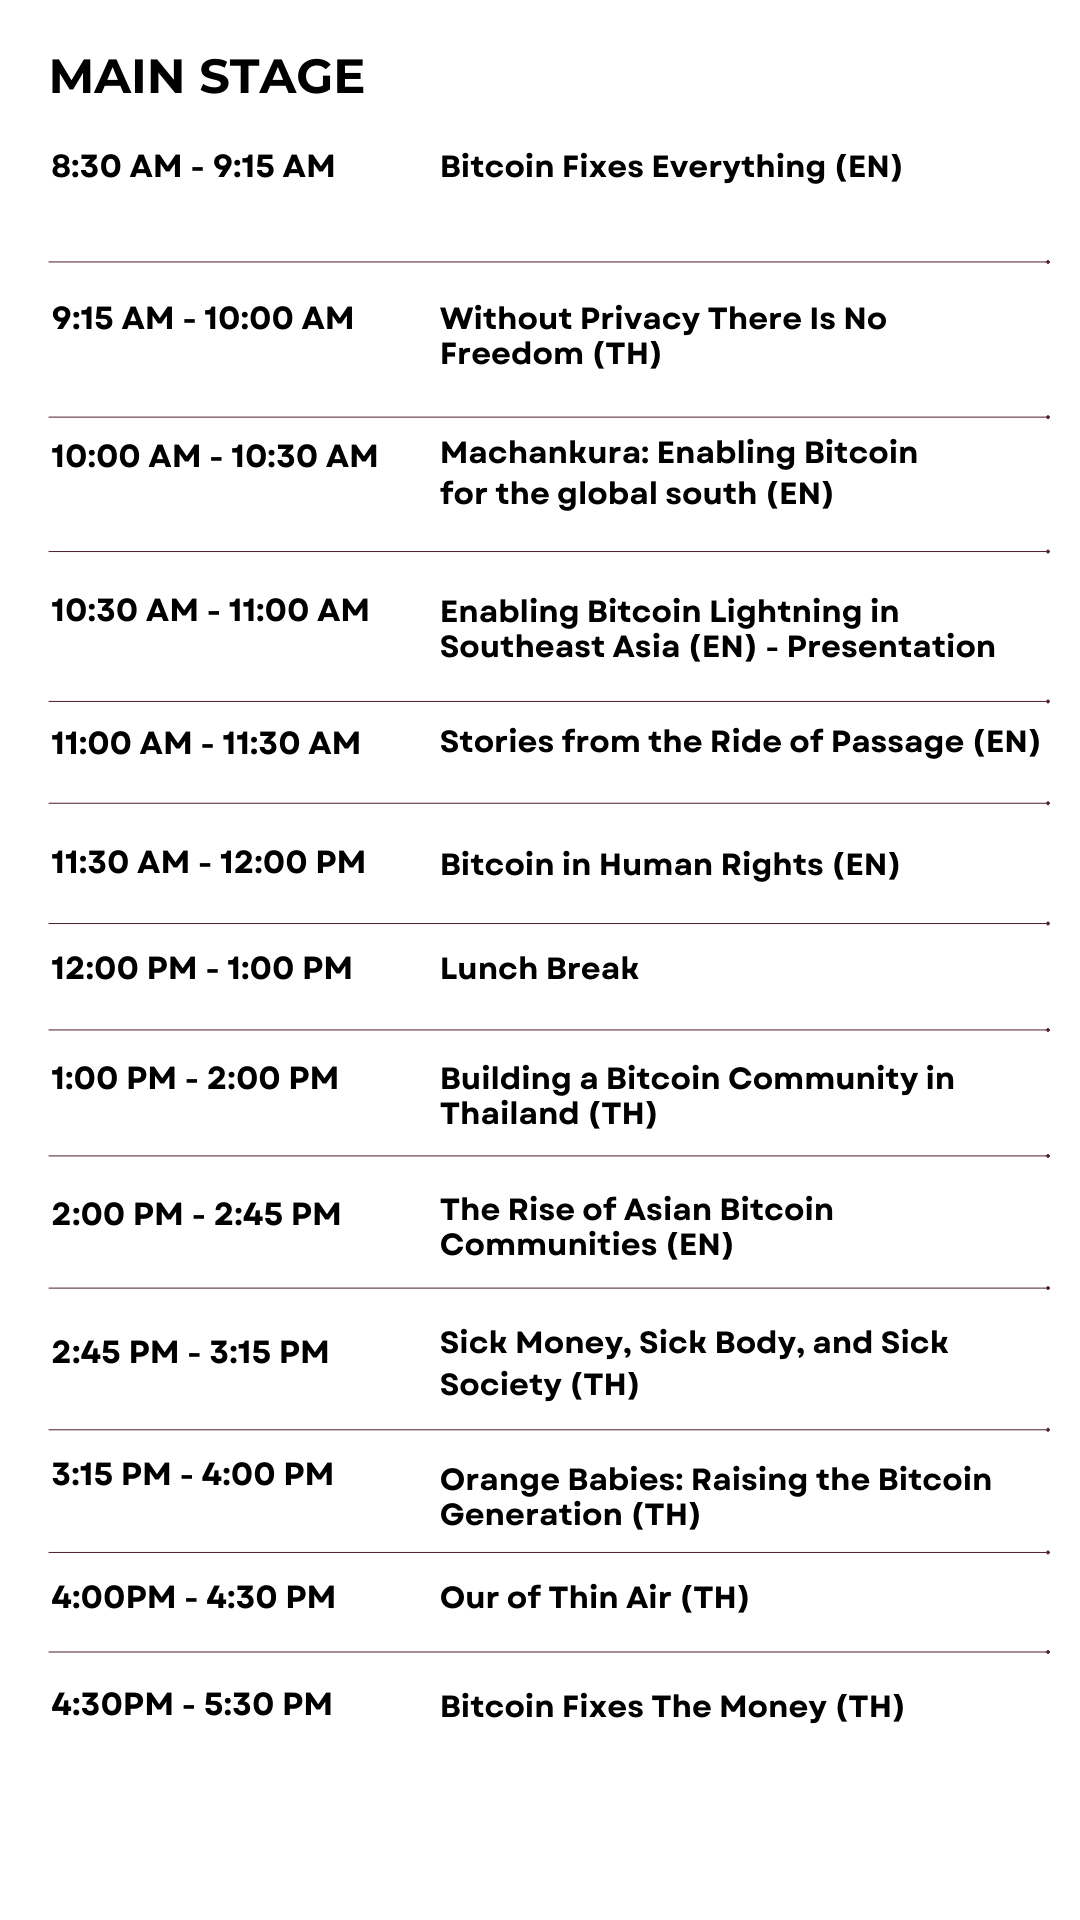 MAIN STAGE
8:30 AM - 9:15 AM
Bitcoin Fixes Everything (EN)
9:15 AM - 10:00 AM
Without Privacy There Is No
Freedom (TH)
10:00 AM - 10:30 AM
Machankura: Enabling Bitcoin
for the global south (EN)
10:30 AM - 11:00 AM
Enabling Bitcoin Lightning in
Southeast Asia (EN) - Presentation
11:00 AM - 11:30 AM
Stories from the Ride of Passage (EN)
11:30 AM - 12:00 PM
Bitcoin in Human Rights (EN)
12:00 PM - 1:00 PM
Lunch Break
1:00 PM - 2:00 PM
Building a Bitcoin Community in
Thailand (TH)
2:00 PM - 2:45 PM
The Rise of Asian Bitcoin
Communities (EN)
2:45 PM - 3:15 PM
Sick Money, Sick Body, and Sick
Society (TH)
3:15 PM - 4:00 PM
Orange Babies: Raising the Bitcoin
Generation (TH)
4:00PM - 4:30 PM
Our of Thin Air (TH)
4:30PM - 5:30 PM
Bitcoin Fixes The Money (TH)